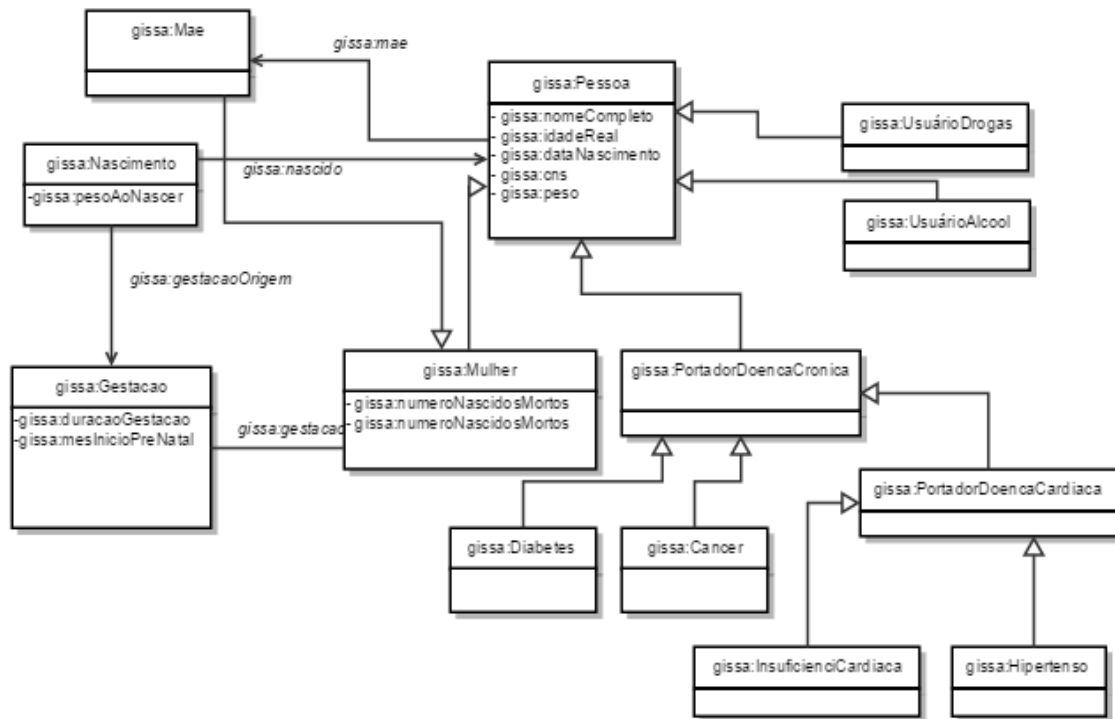 gissa:Mae
gissa:mae
gissa:Pessoa
- gissa:nomeCompleto
- gissa:idadeReal
- gissa:dataNascimento
- gissa:cns
- gissa:peso
gissa:UsuárioDrogas
gissa:UsuárioAlcool
gissa:Nascimento
-gissa:pesoAoNascer
gissa:nascido
gissa:gestacaoOrigem
gissa:Gestacao
-gissa:duracaoGestacao
-gissa:mesInicioPreNatal
gissa:gestacao
gissa:Mulher
- gissa:numeroNascidosMortos
- gissa:numeroNascidosMortos
gissa:PortadorDoencaCronica
gissa:PortadorDoencaCardiaca
gissa:Diabetes
gissa:Cancer
gissa:InsuficienciCardiaca
gissa:Hipertenso